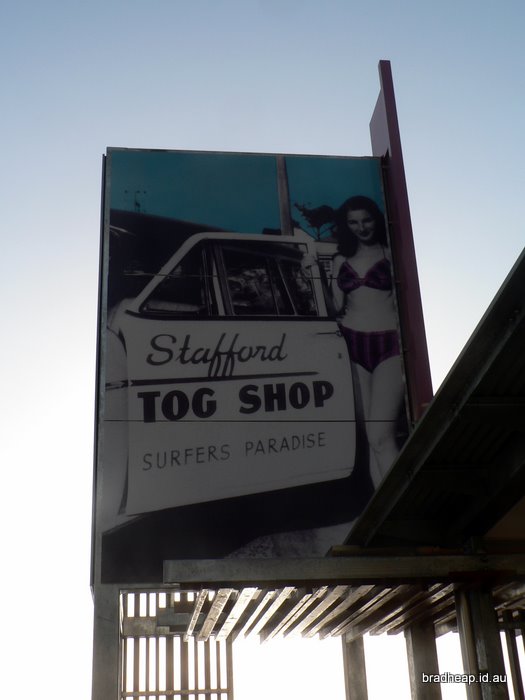 Stafford
TOG SHOP
SURFERS PARADISE
bradheap.id.au